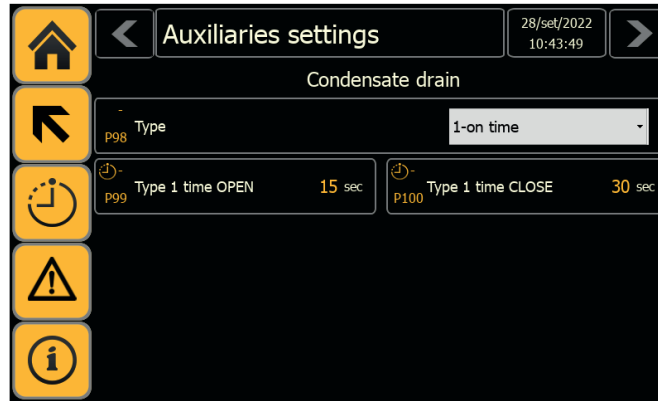 Auxiliaries settings
28/set/2022
10:43:49
Condensate drain
-
P98 Type
1-on time
-
P99 Type 1 time OPEN 15 sec
-
P100 Type 1 time CLOSE 30 sec
i